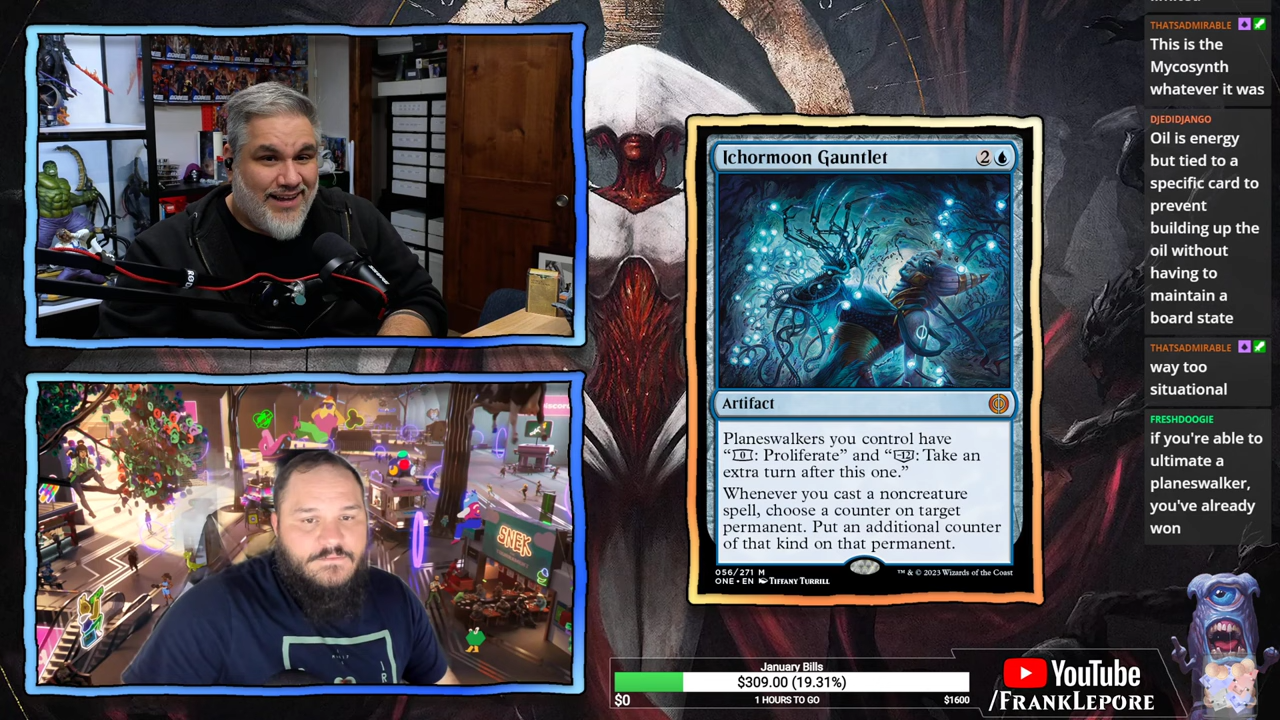 Ichormoon Gauntlet
2
Artifact
Planeswalkers you control have
“0: Proliferate” and “-12: Take an
extra turn after this one.”
Whenever you cast a noncreature
spell, choose a counter on target
permanent. Put an additional counter
of that kind on that permanent.
056/271 M
ONE • EN TIFFANY TURRILL
™ & © 2023 Wizards of the Coast
SNEK
THATSADMIRABLE
This is the
Mycosynth
whatever it was
DJEDIDJANGO
Oil is energy
but tied to a
specific card to
prevent
building up the
oil without
having to
maintain a
board state
THATSADMIRABLE
way too
situational
FRESHDOOGIE
if you're able to
ultimate a
planeswalker,
you've already
won
January Bills
$309.00 (19.31%)
$0
1 HOURS TO GO
$1600
YouTube
/FRANKLEPORE